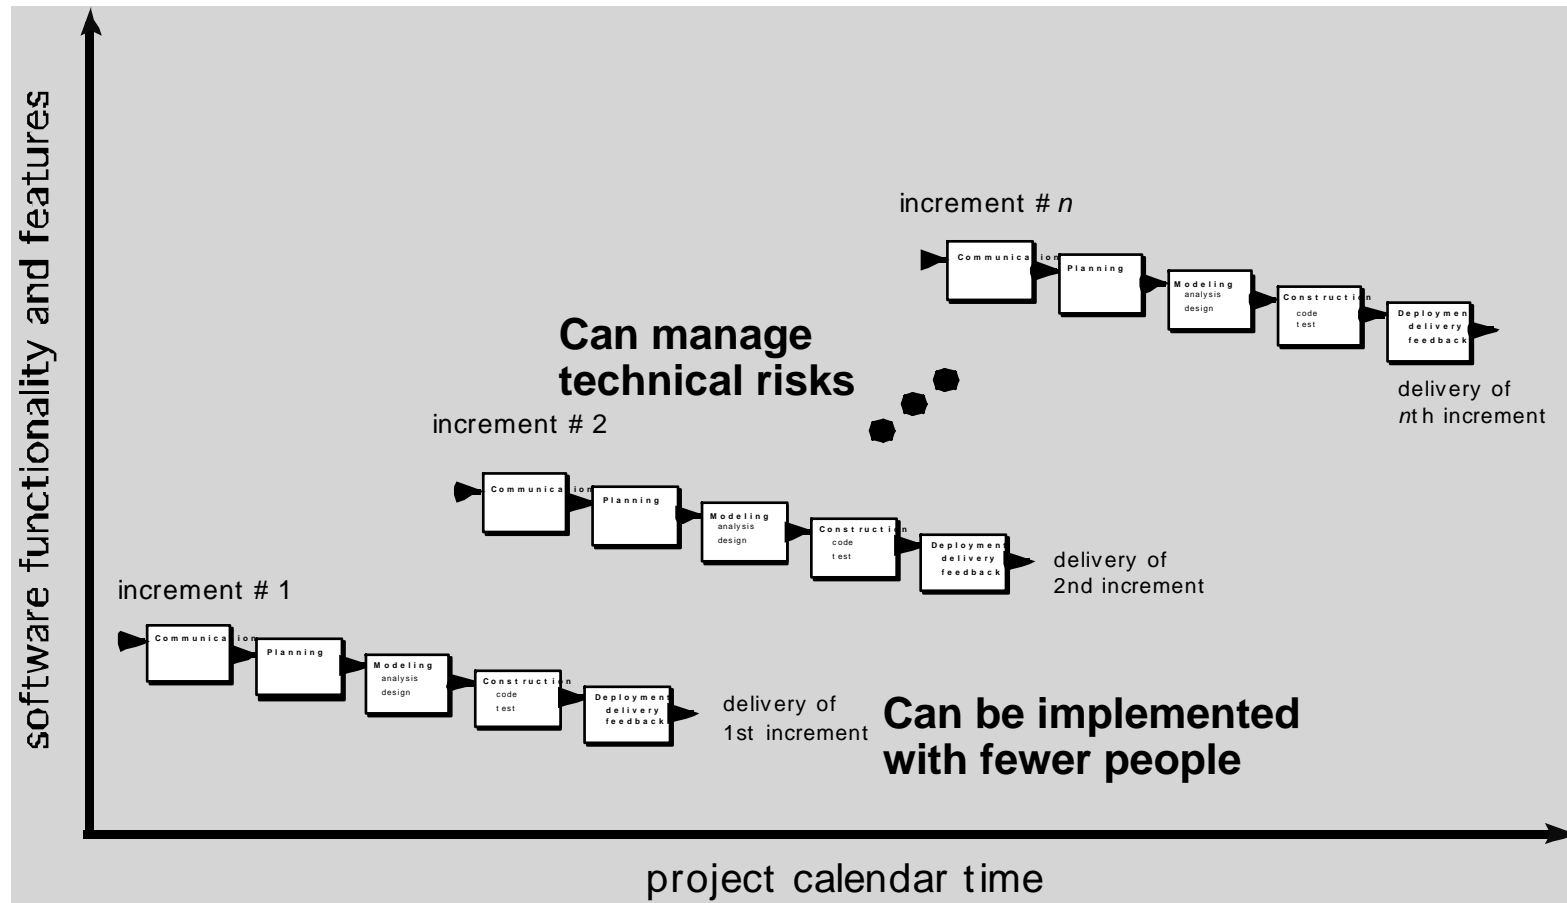 software functionality and features
increment # n
Communication
Planning
Modeling
analysis
design
Construction
code
test
Deployment
delivery
feedback
delivery of
nth increment
Can manage
technical risks
increment # 2
Communication
Planning
Modeling
analysis
design
Construction
code
test
Deployment
delivery
feedback
delivery of
2nd increment
increment # 1
Communication
Planning
Modeling
analysis
design
Construction
code
test
Deployment
delivery
feedback
delivery of
1st increment
Can be implemented
with fewer people
project calendar time